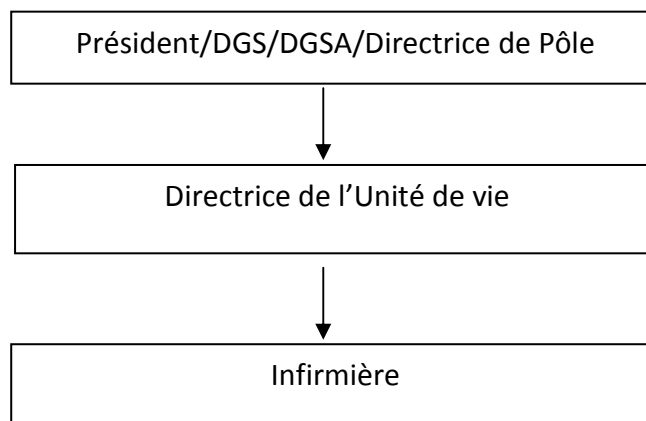 Président/DGS/DGSA/Directrice de Pôle
Directrice de l’Unité de vie
Infirmière